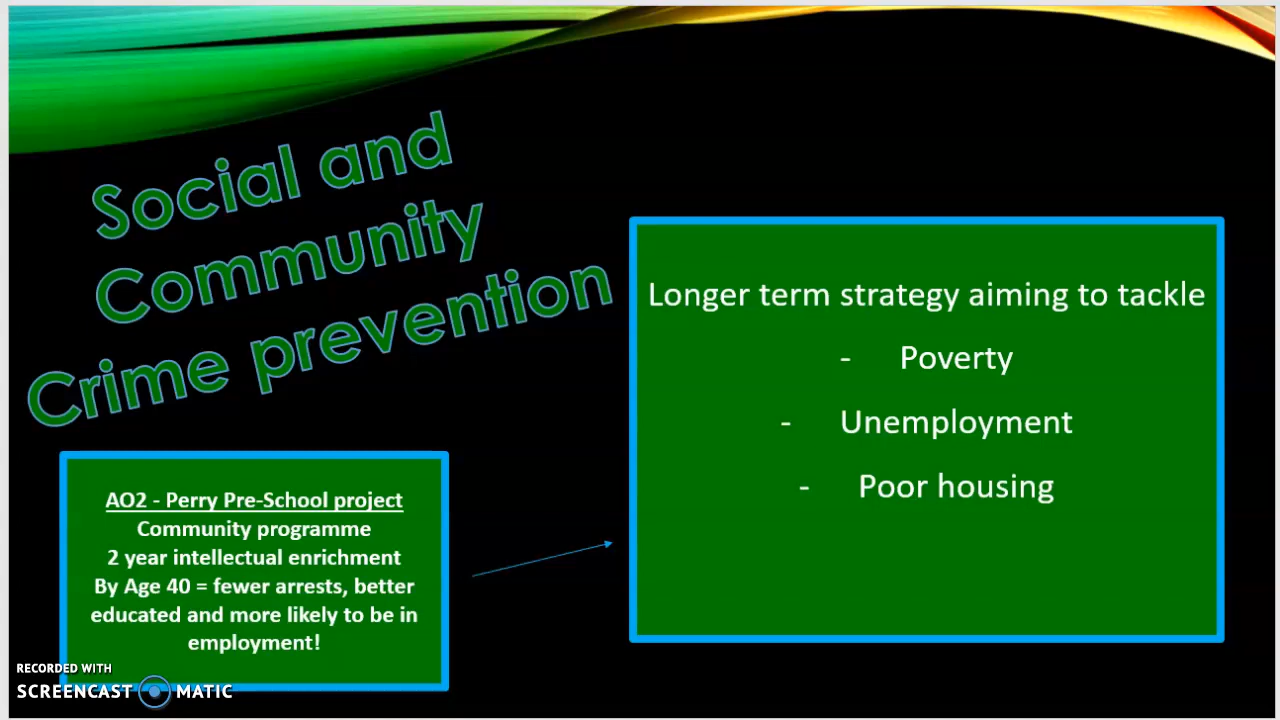 Social and
Community
Crime prevention
Longer term strategy aiming to tackle
- Poverty
- Unemployment
- Poor housing
AO2 - Perry Pre-School project
Community programme
2 year intellectual enrichment
By Age 40 = fewer arrests, better
educated and more likely to be in
employment!
RECORDED WITH
SCREENCAST MATIC